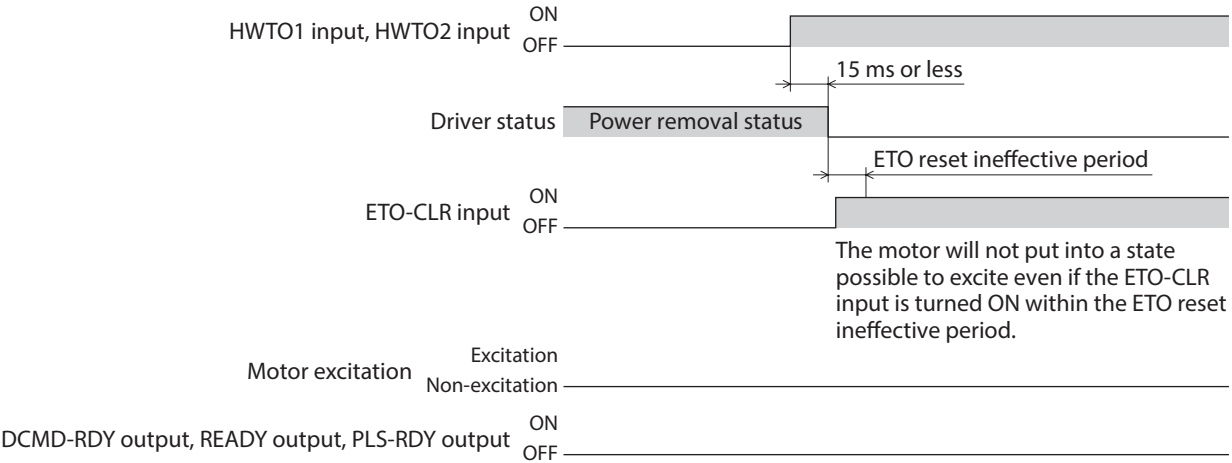 ON
HWTO1 input, HWTO2 input
OFF
15 ms or less
Driver status
Power removal status
ETO reset ineffective period
ON
ETO-CLR input
OFF
The motor will not put into a state
possible to excite even if the ETO-CLR
input is turned ON within the ETO reset
ineffective period.
Excitation
Motor excitation
Non-excitation
ON
DCMD-RDY output, READY output, PLS-RDY output
OFF